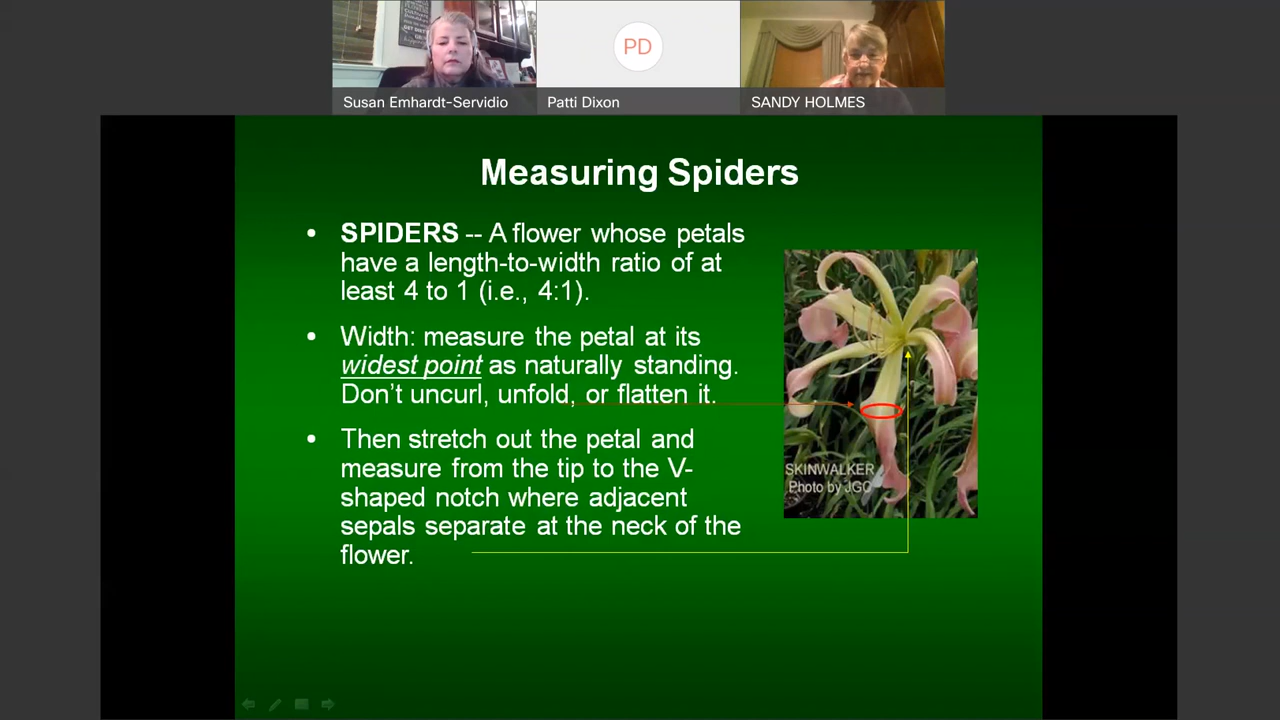 PD
Susan Emhardt-Servidio
Patti Dixon
SANDY HOLMES
Measuring Spiders
• SPIDERS -- A flower whose petals
have a length-to-width ratio of at
least 4 to 1 (i.e., 4:1).
• Width: measure the petal at its
widest point as naturally standing.
Don't uncurl, unfold, or flatten it.
• Then stretch out the petal and
measure from the tip to the V-
shaped notch where adjacent
sepals separate at the neck of the
flower.
SKINWALKER
Photo by JGC